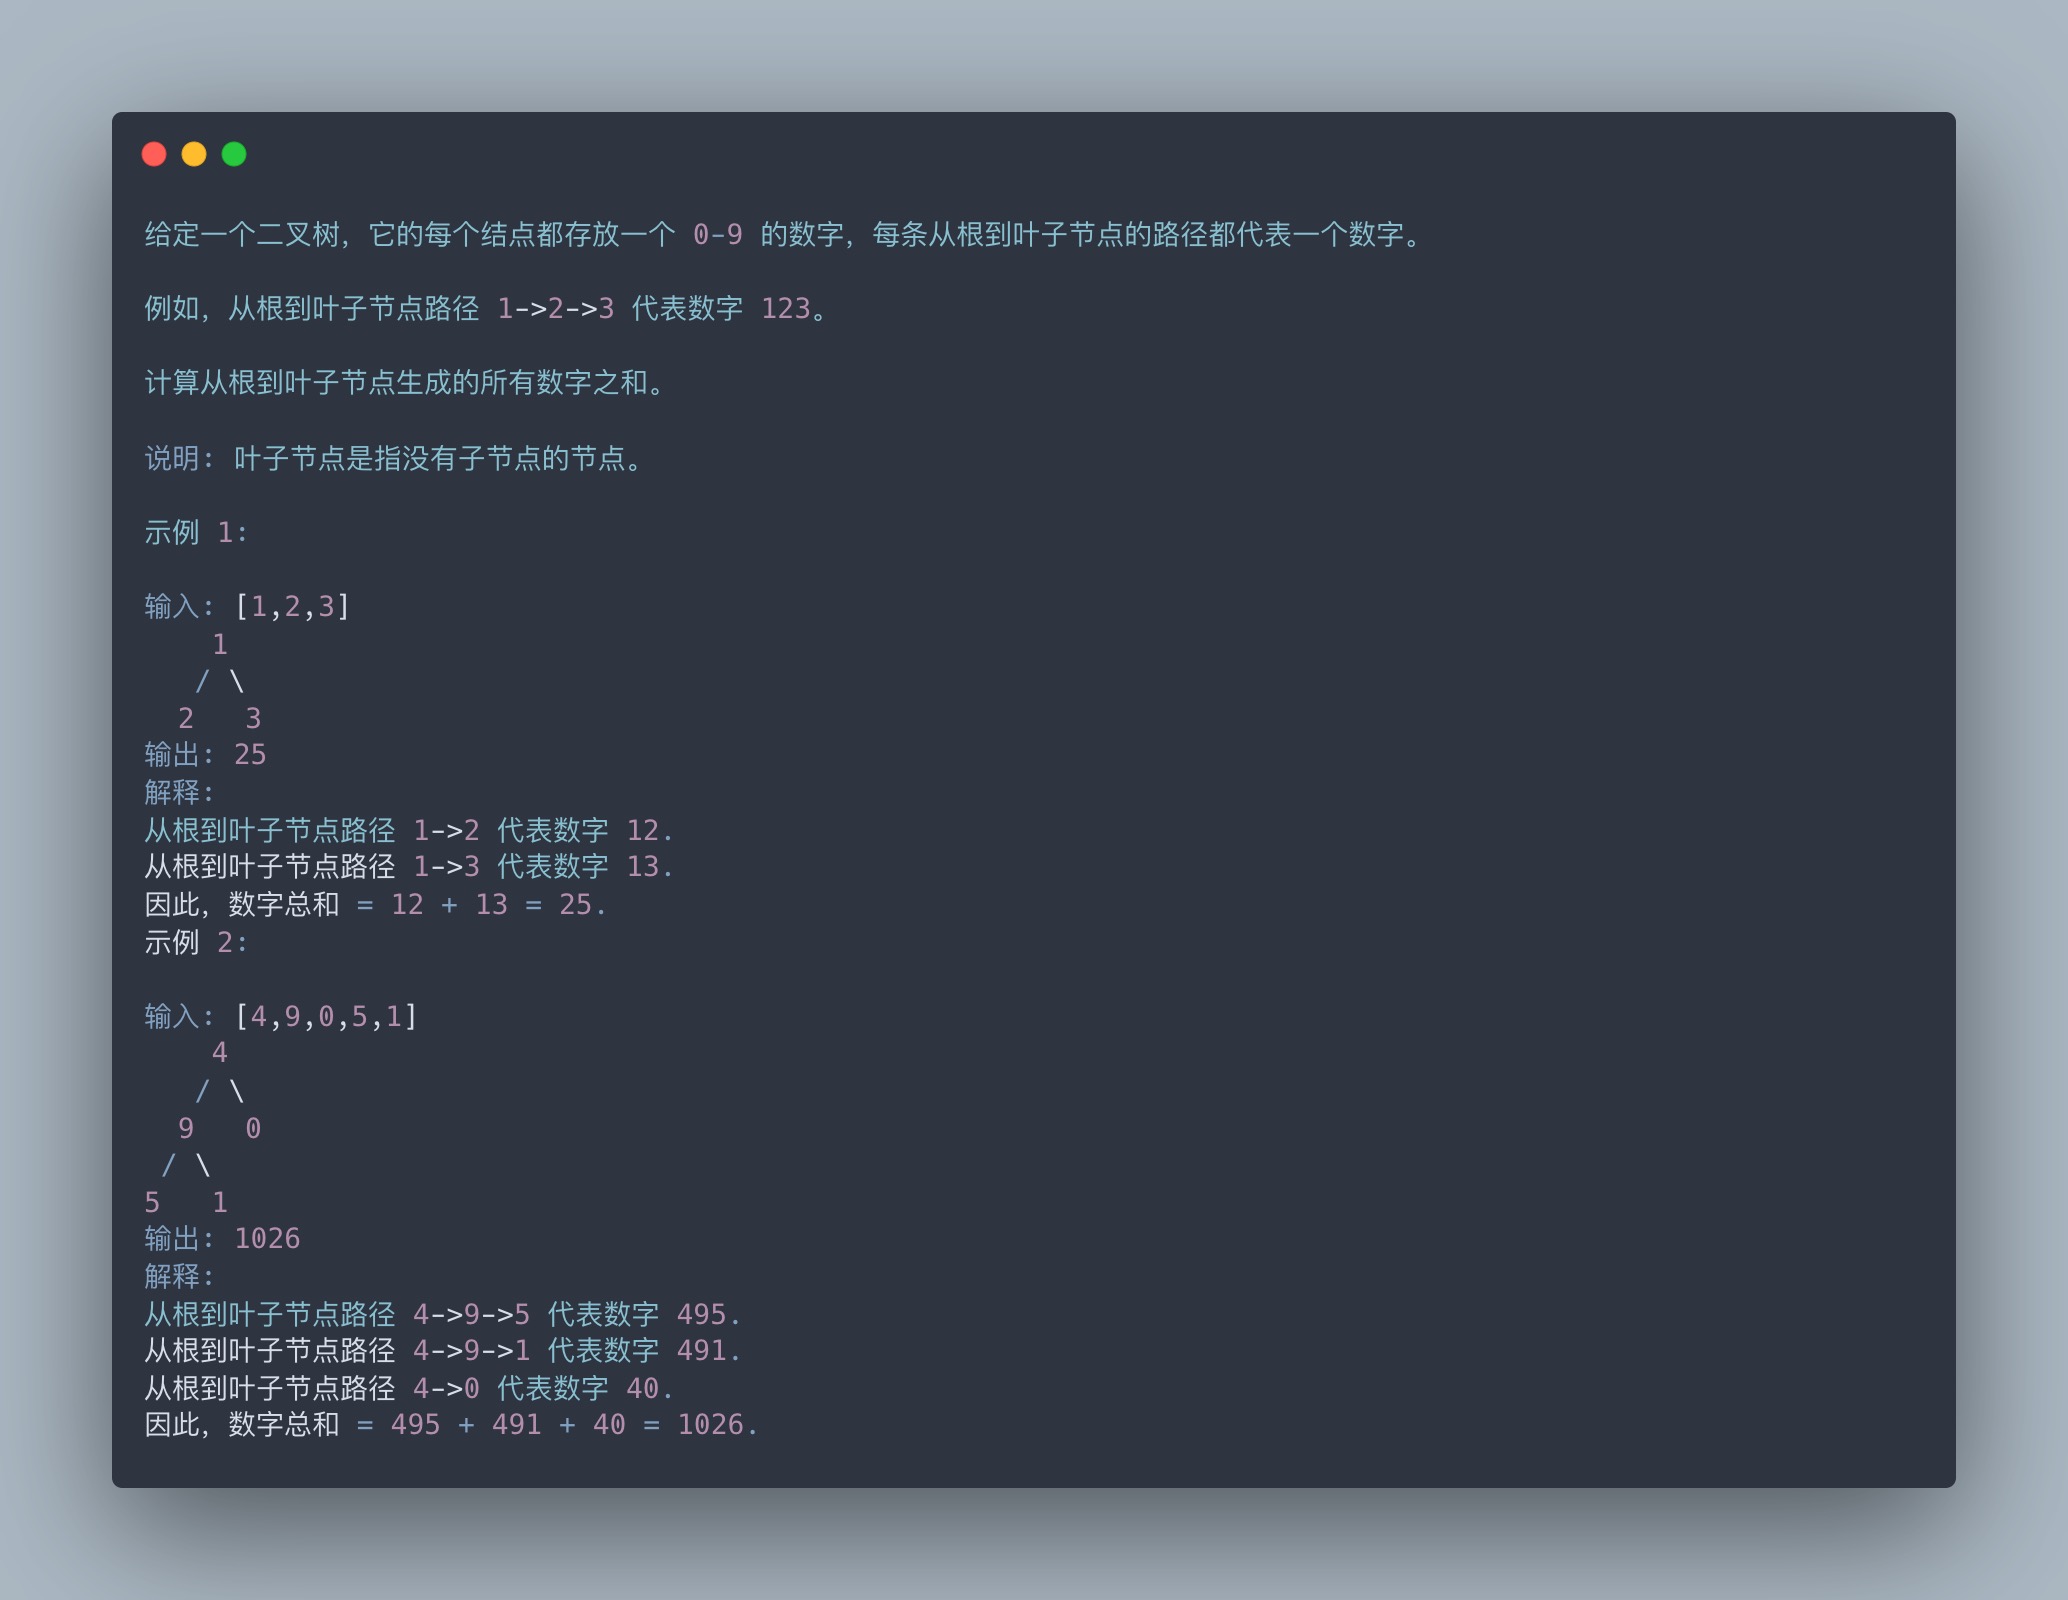 给定一个二叉树，它的每个结点都存放一个 0-9 的数字，每条从根到叶子节点的路径都代表一个数字。
例如，从根到叶子节点路径 1->2->3 代表数字 123。
计算从根到叶子节点生成的所有数字之和。
说明: 叶子节点是指没有子节点的节点。
示例 1:
输入: [1,2,3]
    1
   / \
  2   3
输出: 25
解释:
从根到叶子节点路径 1->2 代表数字 12.
从根到叶子节点路径 1->3 代表数字 13.
因此，数字总和 = 12 + 13 = 25.
示例 2:
输入: [4,9,0,5,1]
    4
   / \
  9   0
 / \
5   1
输出: 1026
解释:
从根到叶子节点路径 4->9->5 代表数字 495.
从根到叶子节点路径 4->9->1 代表数字 491.
从根到叶子节点路径 4->0 代表数字 40.
因此，数字总和 = 495 + 491 + 40 = 1026.